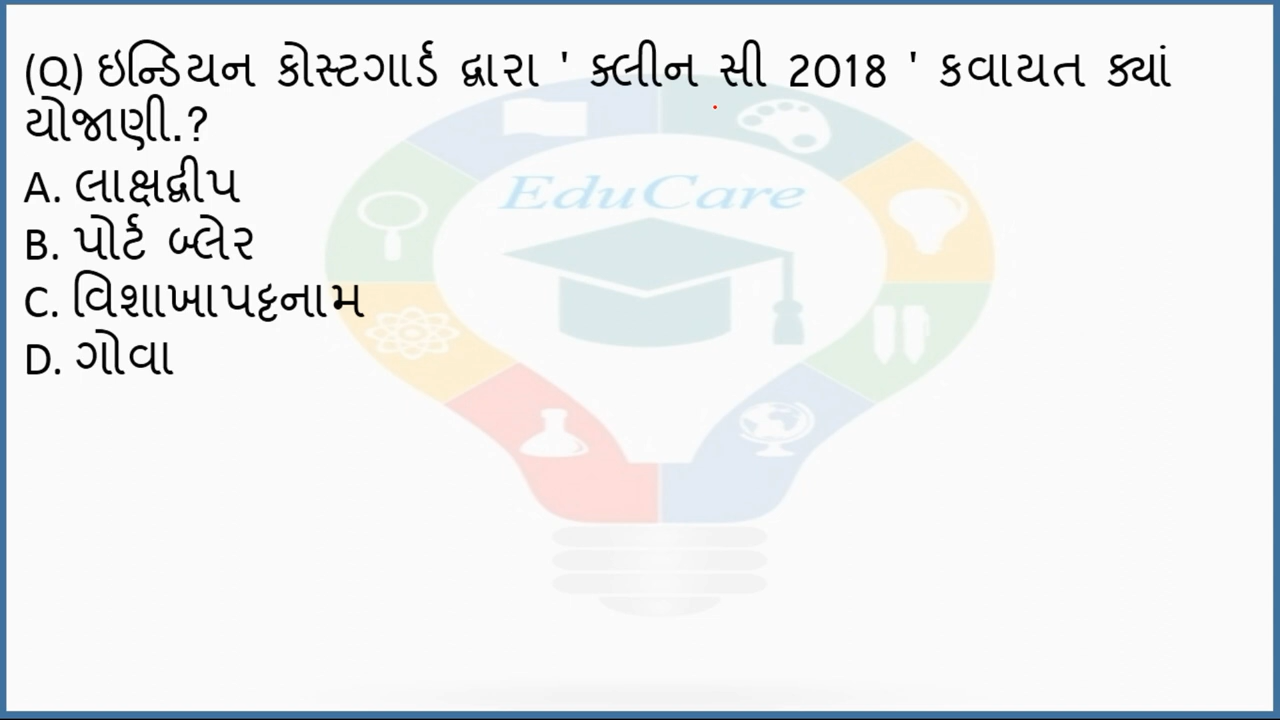 (Q) ઇન્ડિયન કોસ્ટગાર્ડ દ્વારા ' ક્લીન સી 2018 ' કવાયત ક્યાં
યોજાણી.?
A. લાક્ષદ્વીપ
B. પોર્ટ બ્લેર
C. વિશાખાપટ્ટનામ
D. ગોવા
EduCare